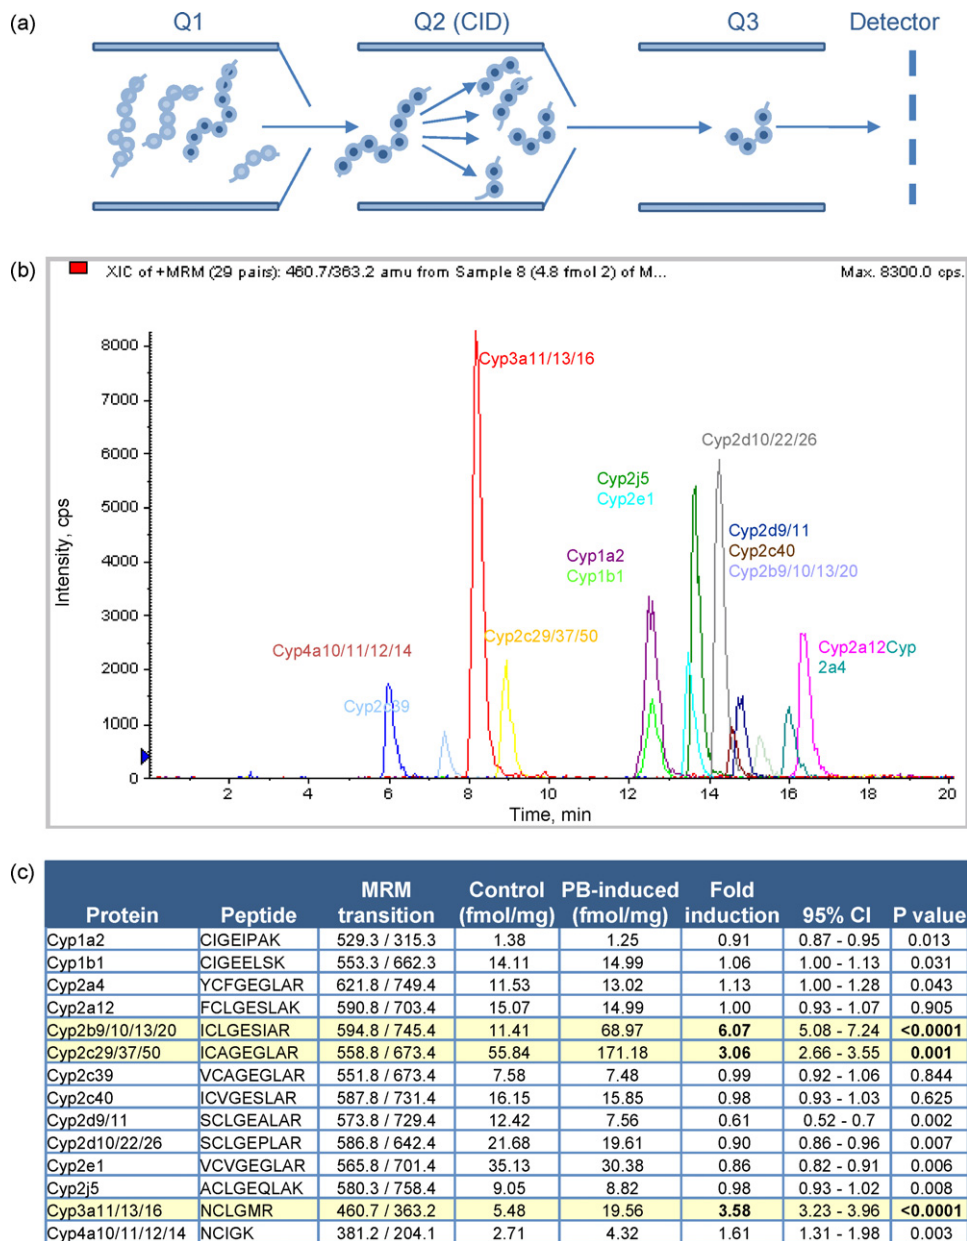 (a)
Q1 Q2 (CID) Q3 Detector
(b)
XIC of +MRM (29 pairs): 460.7/363.2 amu from Sample 8 (4.8 fmol 2) of M... Max. 8300.0 cps.
8000
7000
6000
5000
4000
3000
2000
1000
0
Intensity, cps
Cyp3a11/13/16
Cyp2d10/22/26
Cyp2j5
Cyp2e1
Cyp2d9/11
Cyp2c40
Cyp2b9/10/13/20
Cyp1a2
Cyp1b1
Cyp4a10/11/12/14
Cyp2c29/37/50
Cyp2a12Cyp
2a4
Cyp2c39
2 4 6 8 10 12 14 16 18 20
Time, min
(c)
Protein Peptide MRM transition Control (fmol/mg) PB-induced (fmol/mg) Fold induction 95% CI P value
Cyp1a2 CIGEIPAK 529.3 / 315.3 1.38 1.25 0.91 0.87 - 0.95 0.013
Cyp1b1 CIGEELSK 553.3 / 662.3 14.11 14.99 1.06 1.00 - 1.13 0.031
Cyp2a4 YCFGEGLAR 621.8 / 749.4 11.53 13.02 1.13 1.00 - 1.28 0.043
Cyp2a12 FCLGESLAK 590.8 / 703.4 15.07 14.99 1.00 0.93 - 1.07 0.905
Cyp2b9/10/13/20 ICLGESIAR 594.8 / 745.4 11.41 68.97 6.07 5.08 - 7.24 <0.0001
Cyp2c29/37/50 ICAGEGLAR 558.8 / 673.4 55.84 171.18 3.06 2.66 - 3.55 0.001
Cyp2c39 VCAGEGLAR 551.8 / 673.4 7.58 7.48 0.99 0.92 - 1.06 0.844
Cyp2c40 ICVGESLAR 587.8 / 731.4 16.15 15.85 0.98 0.93 - 1.03 0.625
Cyp2d9/11 SCLGEALAR 573.8 / 729.4 12.42 7.56 0.61 0.52 - 0.7 0.002
Cyp2d10/22/26 SCLGEPLAR 586.8 / 642.4 21.68 19.61 0.90 0.86 - 0.96 0.007
Cyp2e1 VCVGEGLAR 565.8 / 701.4 35.13 30.38 0.86 0.82 - 0.91 0.006
Cyp2j5 ACLGEQLAK 580.3 / 758.4 9.05 8.82 0.98 0.93 - 1.02 0.008
Cyp3a11/13/16 NCLGMR 460.7 / 363.2 5.48 19.56 3.58 3.23 - 3.96 <0.0001
Cyp4a10/11/12/14 NCIGK 381.2 / 204.1 2.71 4.32 1.61 1.31 - 1.98 0.003